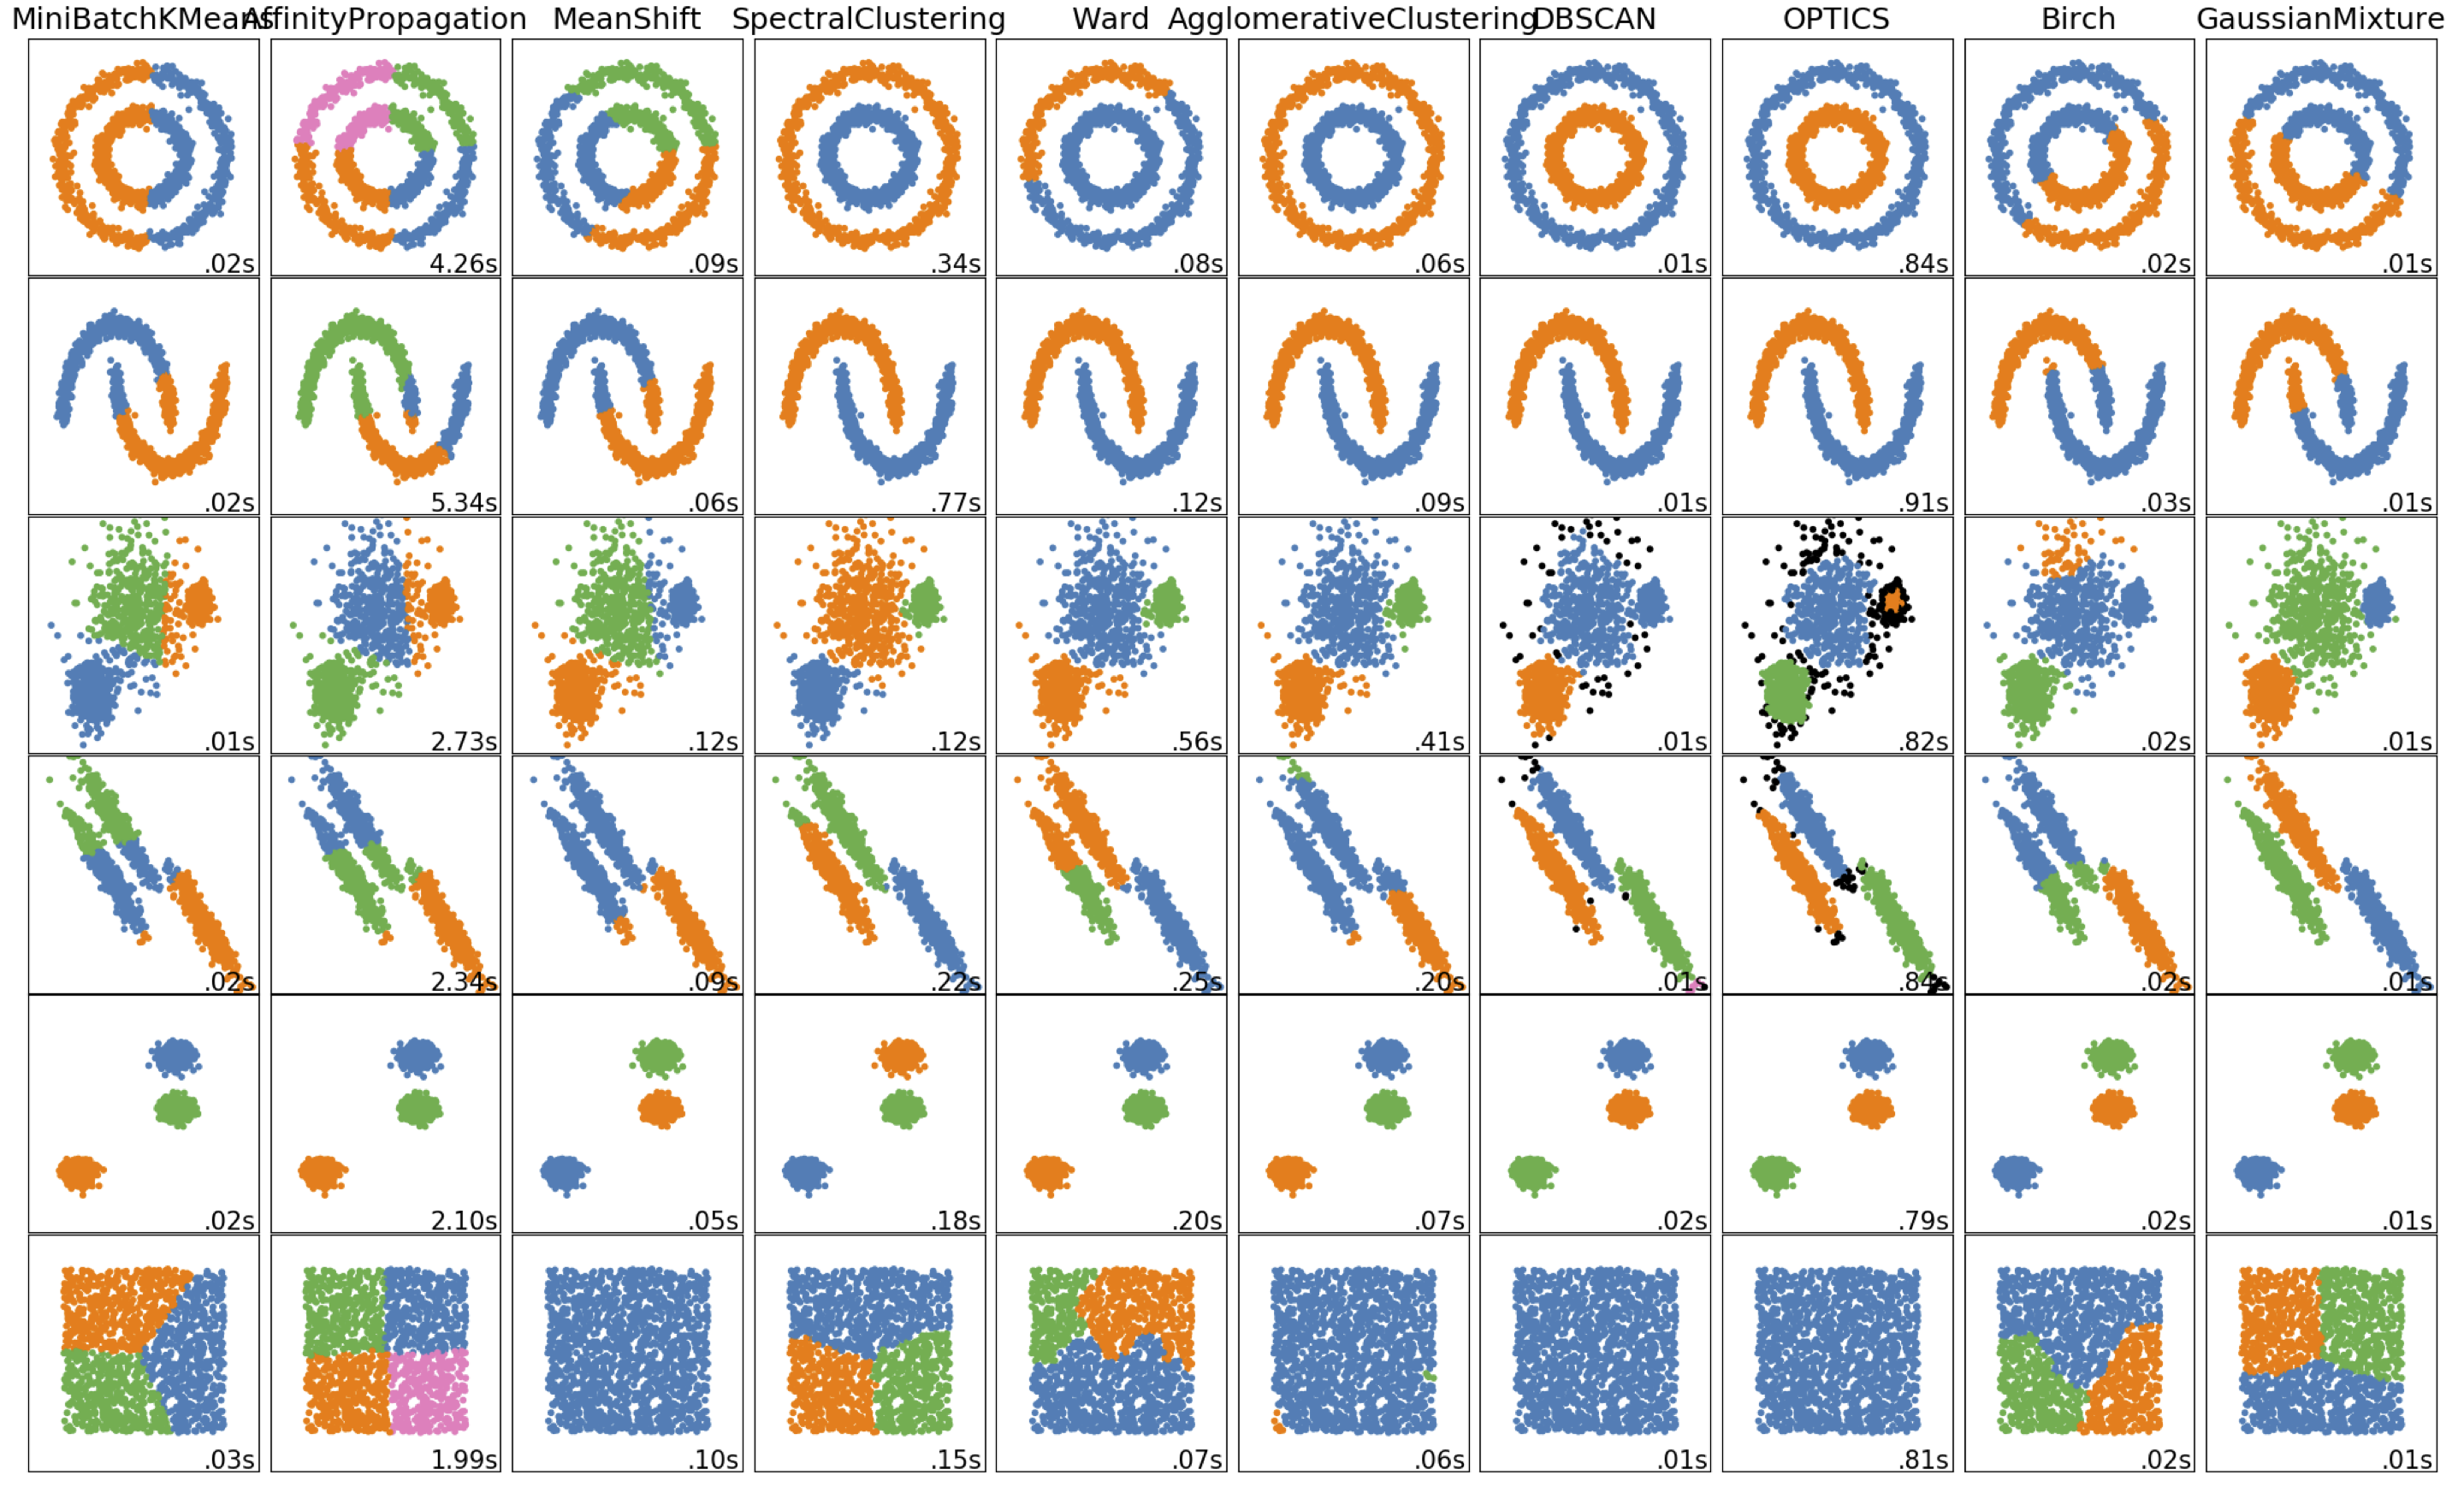 MiniBatchKMeans AffinityPropagation MeanShift SpectralClustering Ward AgglomerativeClustering DBSCAN OPTICS Birch GaussianMixture
.02s 4.26s .09s .34s .08s .06s .01s .84s .02s .01s
.02s 5.34s .06s .77s .12s .09s .01s .91s .03s .01s
.01s 2.73s .12s .12s .56s .41s .01s .82s .02s .01s
.02s 2.34s .09s .22s .25s .20s .01s .84s .02s .01s
.02s 2.10s .05s .18s .20s .07s .02s .79s .02s .01s
.03s 1.99s .10s .15s .07s .06s .01s .81s .02s .01s